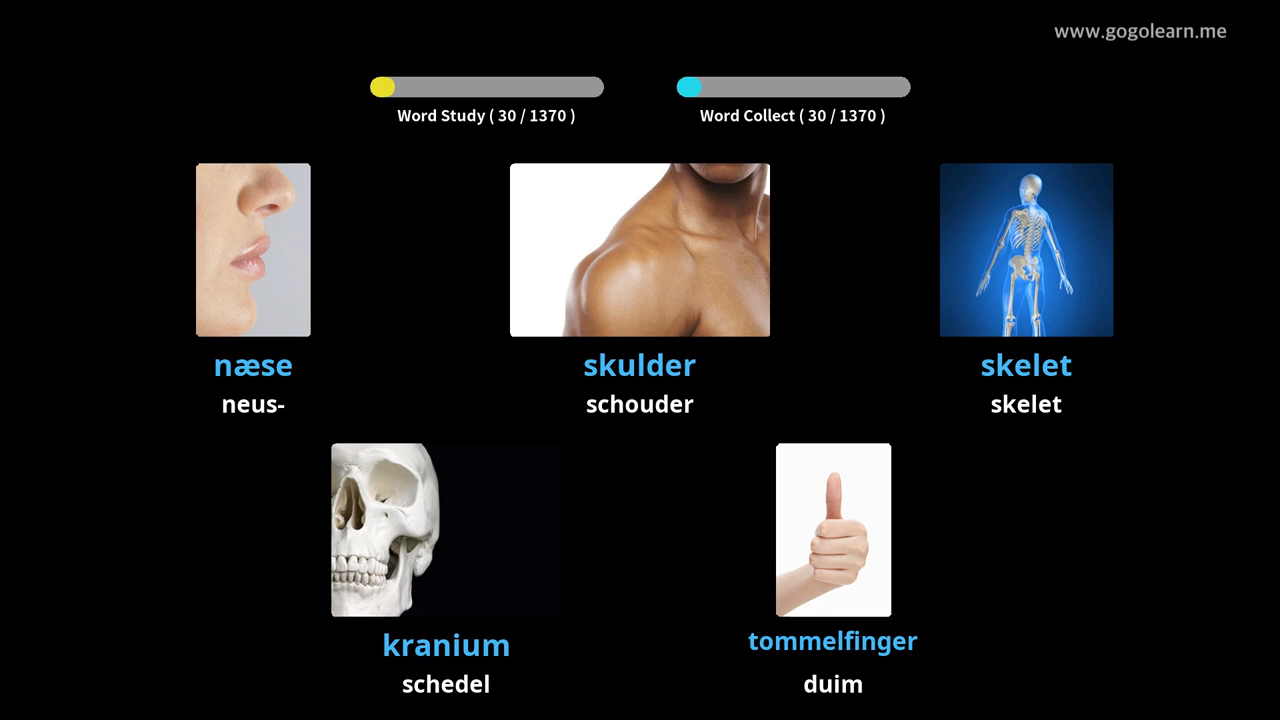 www.gogolearn.me
Word Study ( 30 / 1370 )
Word Collect ( 30 / 1370 )
næse
skulder
skelet
neus-
schouder
skelet
kranium
tommelfinger
schedel
duim